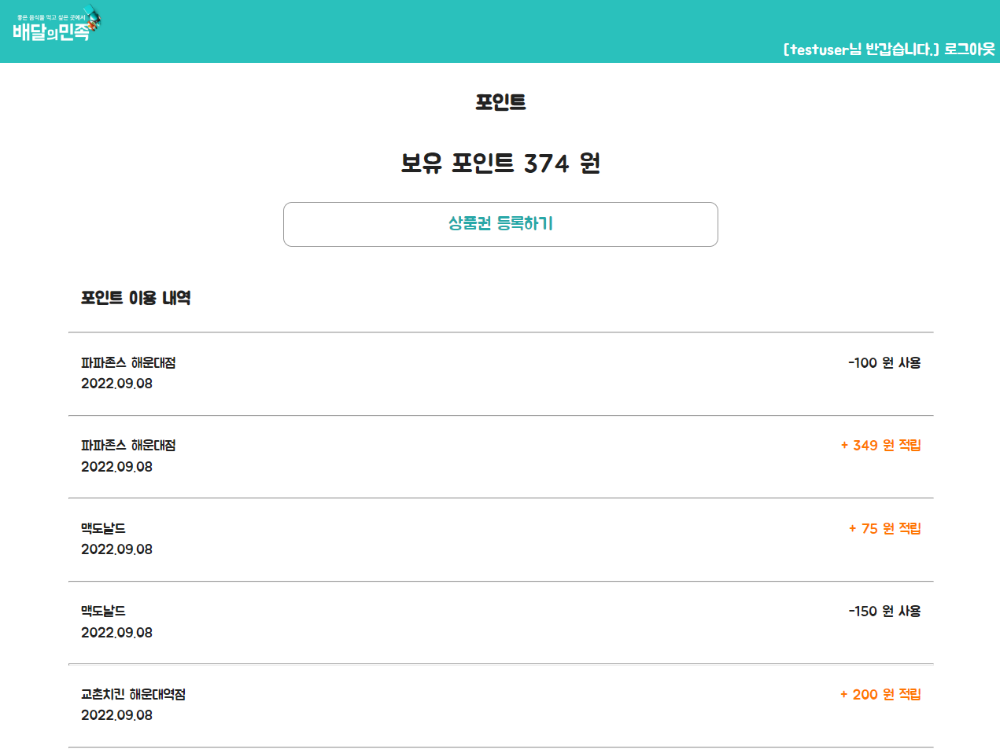 좋은 음식을 먹고 싶은 곳에서
배달의민족
[testuser님 반갑습니다.] 로그아웃
포인트
보유 포인트 374 원
상품권 등록하기
포인트 이용 내역
파파존스 해운대점
-100 원 사용
2022.09.08
파파존스 해운대점
+ 349 원 적립
2022.09.08
맥도날드
+ 75 원 적립
2022.09.08
맥도날드
-150 원 사용
2022.09.08
교촌치킨 해운대역점
+ 200 원 적립
2022.09.08